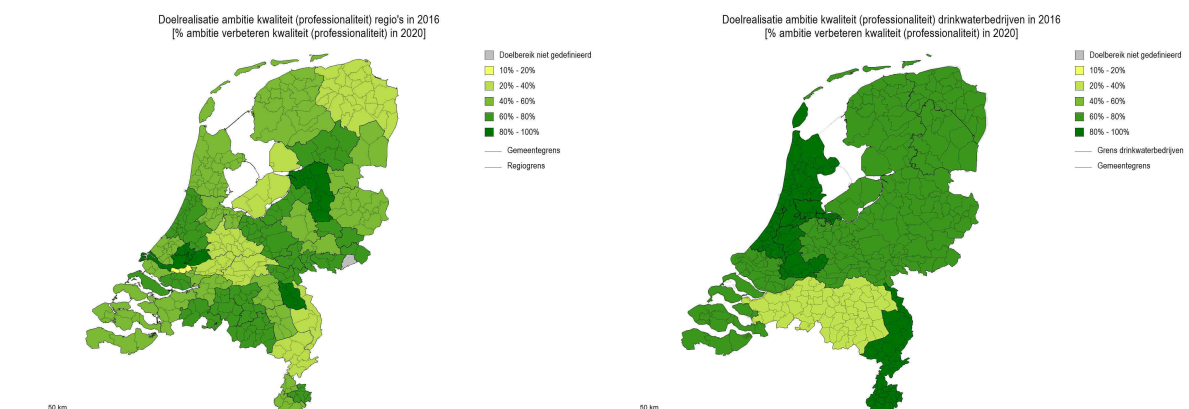 Doelrealisatie ambitie kwaliteit (professionaliteit) regio's in 2016
[% ambitie verbeteren kwaliteit (professionaliteit) in 2020]
Doelbereik niet gedefinieerd
10% - 20%
20% - 40%
40% - 60%
60% - 80%
80% - 100%
Gemeentegrens
Regiogrens
50 km
Doelrealisatie ambitie kwaliteit (professionaliteit) drinkwaterbedrijven in 2016
[% ambitie verbeteren kwaliteit (professionaliteit) in 2020]
Doelbereik niet gedefinieerd
10% - 20%
20% - 40%
40% - 60%
60% - 80%
80% - 100%
Grens drinkwaterbedrijven
Gemeentegrens
50 km